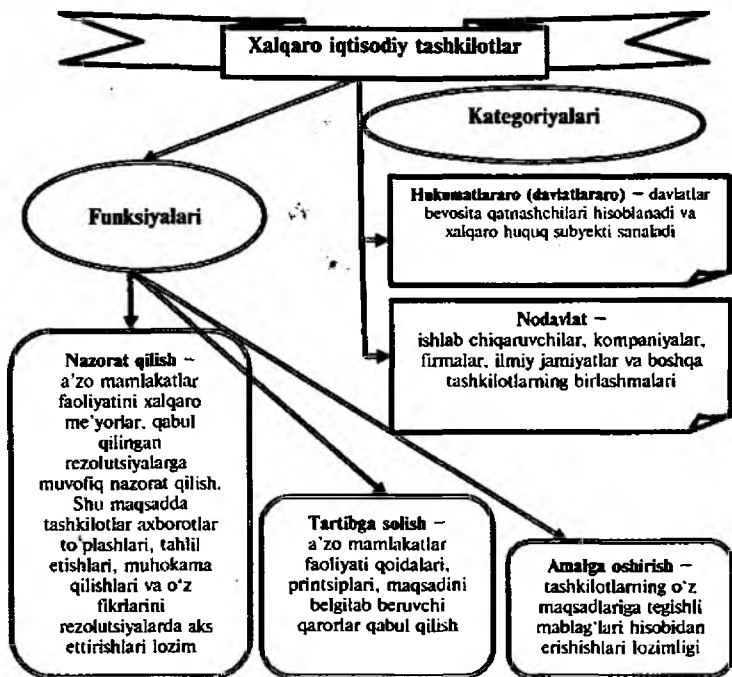 Xalqaro iqtisodiy tashkilotlar
Kategoriyalari
Funksiyalari
Hukumatlararo (davlatlararo) – davlatlar
bevosita qatnashchilari hisoblanadi va
xalqaro huquq subyekti sanaladi
Nodavlat –
ishlab chiqaruvchilar, kompaniyalar,
firmalar, ilmiy jamiyatlar va boshqa
tashkilotlarning birlashmalari
Nazorat qilish –
a'zo mamlakatlar
faoliyatini xalqaro
me'yorlar, qabul
qilingan
rezolutsiyalarga
muvofiq nazorat qilish.
Shu maqsadda
tashkilotlar axborotlar
to'plashlari, tahlil
etishlari, muhokama
qilishlari va o'z
fikrlarini
rezolutsiyalarda aks
ettirishlari lozim
Tartibga solish –
a'zo mamlakatlar
faoliyati qoidalari,
printsiplari, maqsadini
belgilab beruvchi
qarorlar qabul qilish
Amalga oshirish –
tashkilotlarning o'z
maqsadlariga tegishli
mablag'lari hisobidan
erishishlari lozimligi